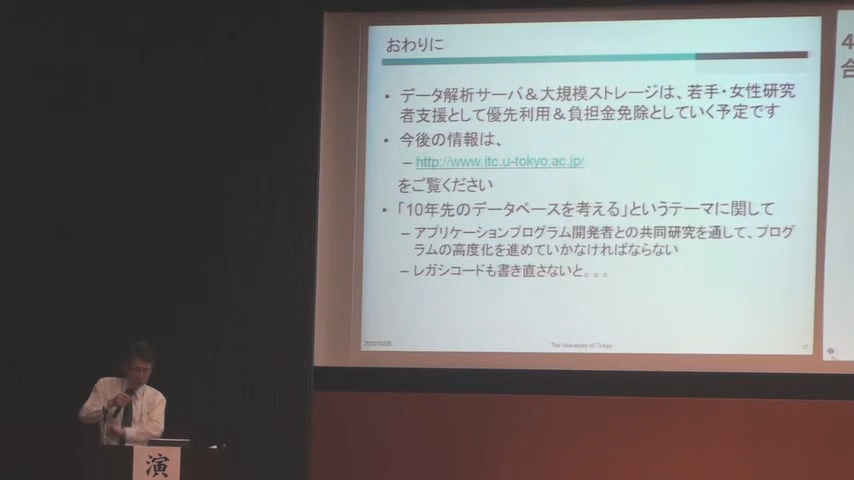 おわりに
• データ解析サーバ＆大規模ストレージは、若手・女性研究
者支援として優先利用＆負担金免除としていく予定です
• 今後の情報は、
– http://www.itc.u-tokyo.ac.jp/
をご覧ください
• 「10年先のデータベースを考える」というテーマに関して
– アプリケーションプログラム開発者との共同研究を通して、プログ
ラムの高度化を進めていかなければならない
– レガシコードも書き直さないと。。。
The University of Tokyo
17
4
合
演